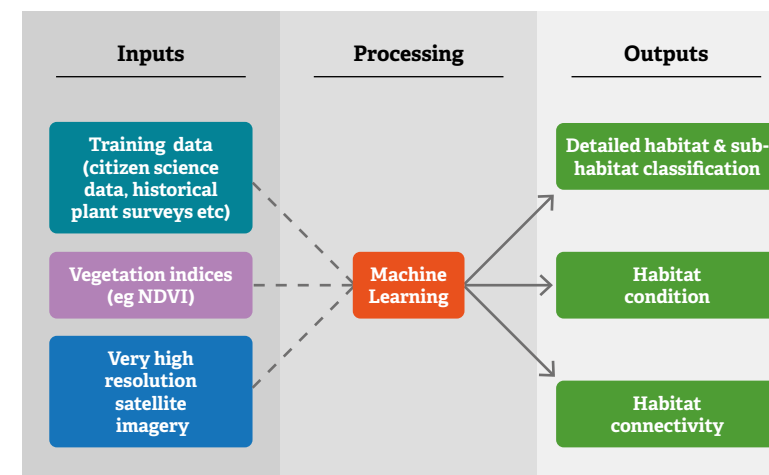 Inputs
Processing
Outputs
Training data
(citizen science
data, historical
plant surveys etc)
Vegetation indices
(eg NDVI)
Very high
resolution
satellite
imagery
Machine
Learning
Detailed habitat & sub-
habitat classification
Habitat
condition
Habitat
connectivity